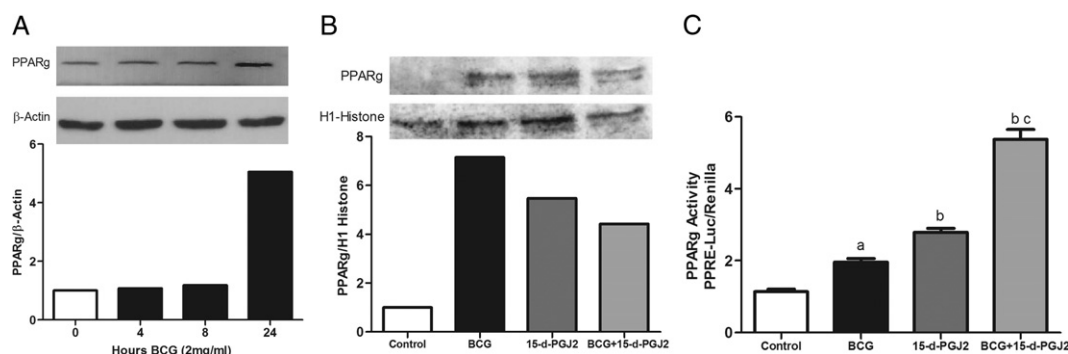 A
PPARg
β-Actin
PPARg/β-Actin
6
4
2
0
0 4 8 24
Hours BCG (2mg/ml)
B
PPARg
H1-Histone
PPARg/H1 Histone
8
6
4
2
0
Control BCG 15-d-PGJ2 BCG+15-d-PGJ2
C
PPARg Activity
PPRE-Luc/Renilla
6
4
2
0
a
b
b c
Control BCG 15-d-PGJ2 BCG+15-d-PGJ2